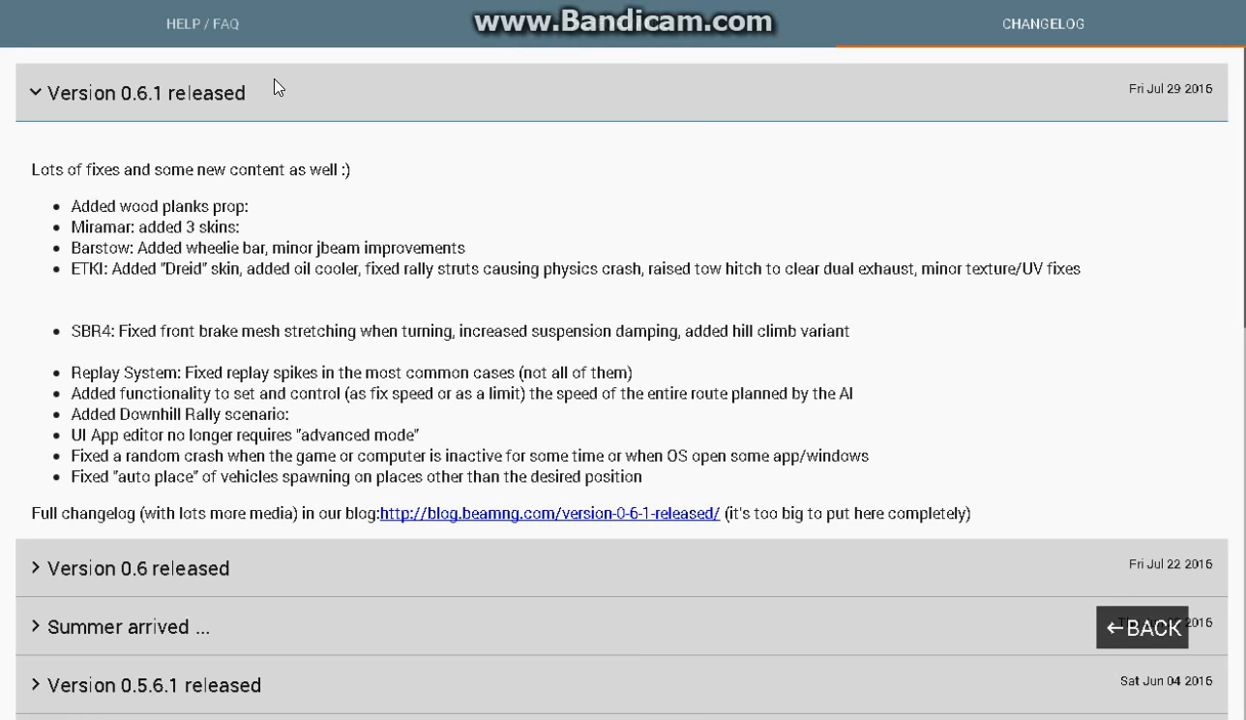 HELP / FAQ
www.Bandicam.com
CHANGELOG
Version 0.6.1 released
Fri Jul 29 2016
Lots of fixes and some new content as well :)
Added wood planks prop:
Miramar: added 3 skins:
Barstow: Added wheelie bar, minor jbeam improvements
ETKI: Added "Dreid" skin, added oil cooler, fixed rally struts causing physics crash, raised tow hitch to clear dual exhaust, minor texture/UV fixes
SBR4: Fixed front brake mesh stretching when turning, increased suspension damping, added hill climb variant
Replay System: Fixed replay spikes in the most common cases (not all of them)
Added functionality to set and control (as fix speed or as a limit) the speed of the entire route planned by the AI
Added Downhill Rally scenario:
UI App editor no longer requires "advanced mode"
Fixed a random crash when the game or computer is inactive for some time or when OS open some app/windows
Fixed "auto place" of vehicles spawning on places other than the desired position
Full changelog (with lots more media) in our blog:http://blog.beamng.com/version-0-6-1-released/ (it's too big to put here completely)
Version 0.6 released
Fri Jul 22 2016
Summer arrived ...
2016
←BACK
Version 0.5.6.1 released
Sat Jun 04 2016